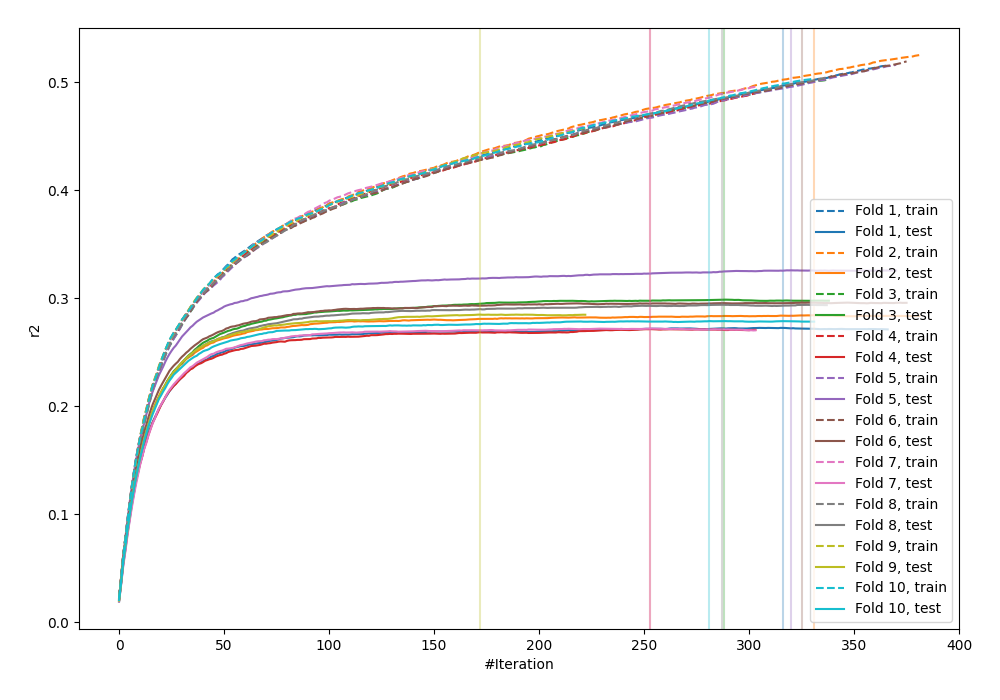 r2
0.5
0.4
0.3
0.2
0.1
0.0
0 50 100 150 200 250 300 350 400
#Iteration
Fold 1, train
Fold 1, test
Fold 2, train
Fold 2, test
Fold 3, train
Fold 3, test
Fold 4, train
Fold 4, test
Fold 5, train
Fold 5, test
Fold 6, train
Fold 6, test
Fold 7, train
Fold 7, test
Fold 8, train
Fold 8, test
Fold 9, train
Fold 9, test
Fold 10, train
Fold 10, test